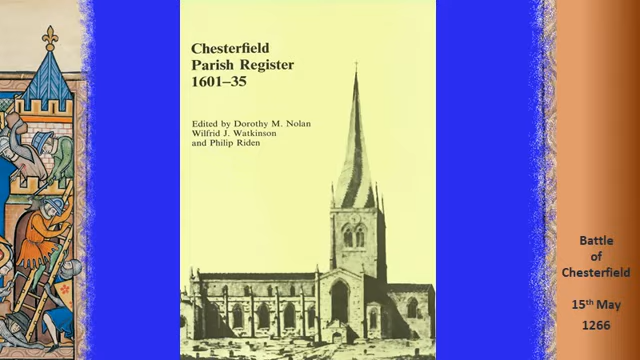 Chesterfield
Parish Register
1601–35
Edited by Dorothy M. Nolan
Wilfrid J. Watkinson
and Philip Riden
Battle
of
Chesterfield
15th May
1266